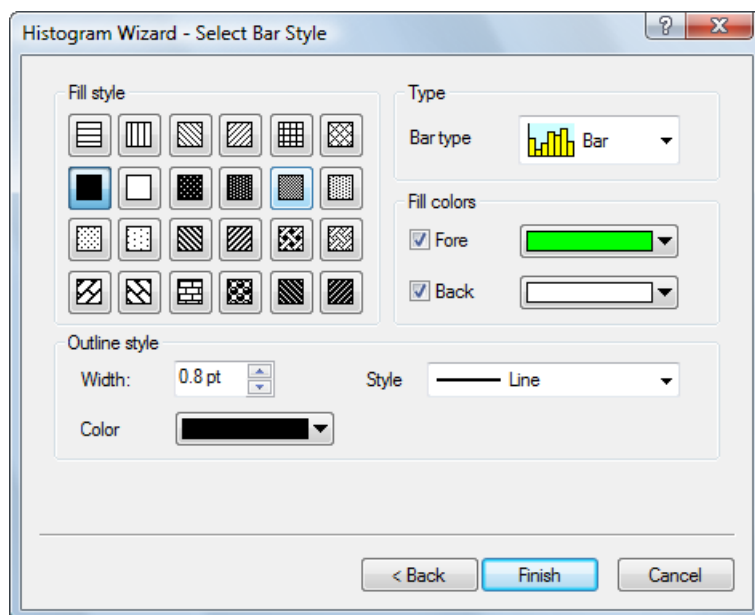 Histogram Wizard - Select Bar Style
Fill style
Type
Bar type
Bar
Fill colors
Fore
Back
Outline style
Width:
0.8 pt
Style
Line
Color
< Back
Finish
Cancel